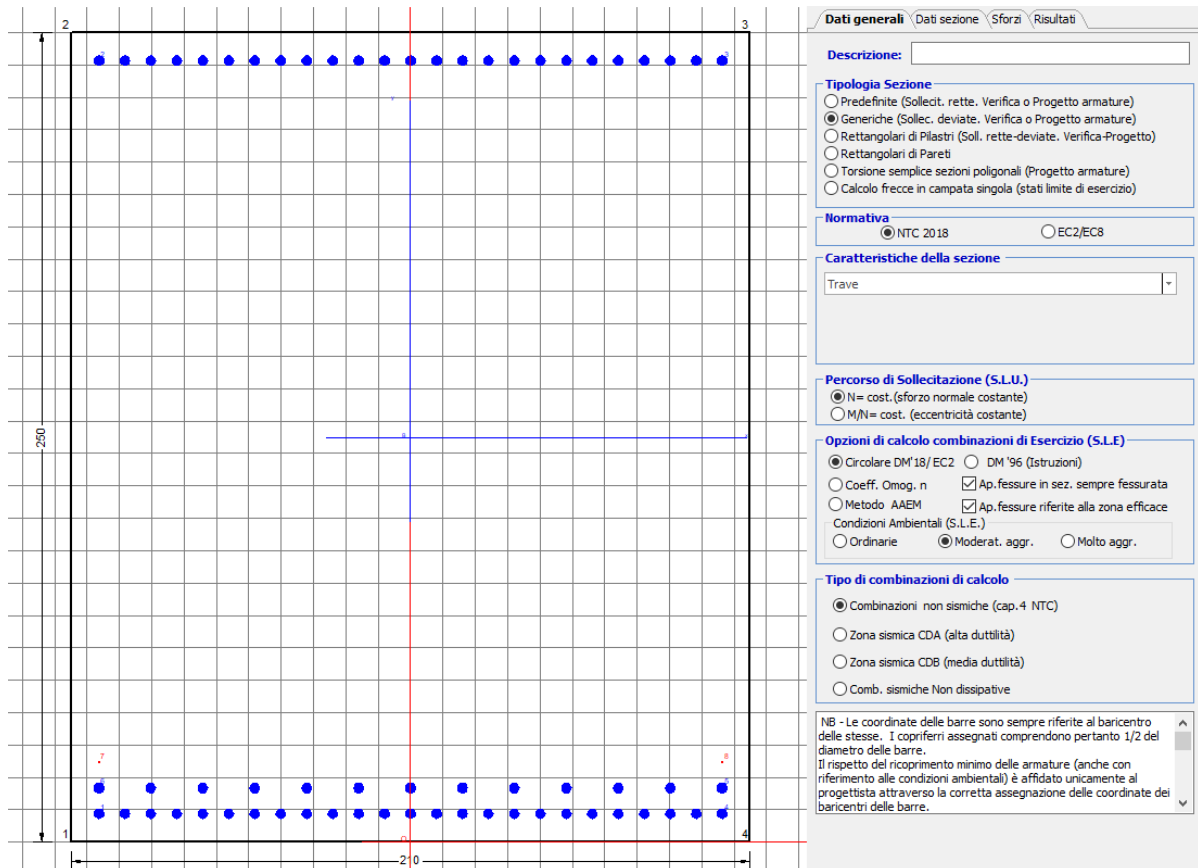 2
3
2
3
Y
250
7
8
6
5
1
4
1
4
O
210
Dati generali
Dati sezione
Sforzi
Risultati
Descrizione:
Tipologia Sezione
Predefinite (Sollecit. rette. Verifica o Progetto armature)
Generiche (Sollec. deviate. Verifica o Progetto armature)
Rettangolari di Pilastri (Soll. rette-deviate. Verifica-Progetto)
Rettangolari di Pareti
Torsione semplice sezioni poligonali (Progetto armature)
Calcolo frecce in campata singola (stati limite di esercizio)
Normativa
NTC 2018
EC2/EC8
Caratteristiche della sezione
Trave
Percorso di Sollecitazione (S.L.U.)
N= cost.(sforzo normale costante)
M/N= cost. (eccentricità costante)
Opzioni di calcolo combinazioni di Esercizio (S.L.E)
Circolare DM'18/ EC2
DM '96 (Istruzioni)
Coeff. Omog. n
Ap.fessure in sez. sempre fessurata
Metodo AAEM
Ap.fessure riferite alla zona efficace
Condizioni Ambientali (S.L.E.)
Ordinarie
Moderat. aggr.
Molto aggr.
Tipo di combinazioni di calcolo
Combinazioni non sismiche (cap.4 NTC)
Zona sismica CDA (alta duttilità)
Zona sismica CDB (media duttilità)
Comb. sismiche Non dissipative
NB - Le coordinate delle barre sono sempre riferite al baricentro
delle stesse. I copriferri assegnati comprendono pertanto 1/2 del
diametro delle barre.
Il rispetto del ricoprimento minimo delle armature (anche con
riferimento alle condizioni ambientali) è affidato unicamente al
progettista attraverso la corretta assegnazione delle coordinate dei
baricentri delle barre.